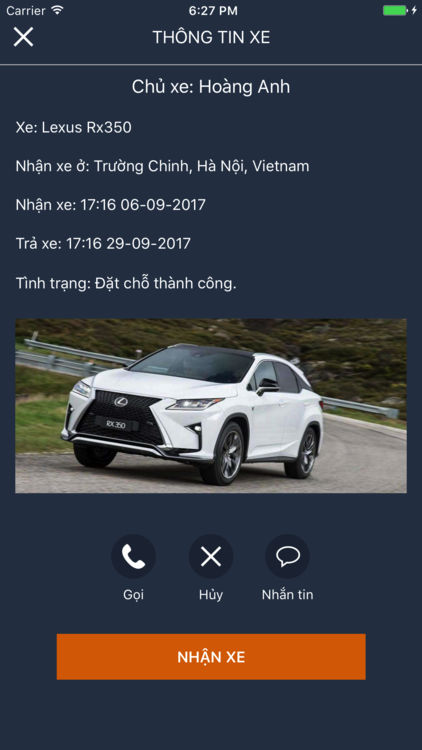 Carrier 6:27 PM
THÔNG TIN XE
Chủ xe: Hoàng Anh
Xe: Lexus Rx350
Nhận xe ở: Trường Chinh, Hà Nội, Vietnam
Nhận xe: 17:16 06-09-2017
Trả xe: 17:16 29-09-2017
Tình trạng: Đặt chỗ thành công.
RX350
Gọi Hủy Nhắn tin
NHẬN XE